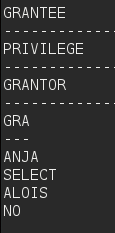 GRANTEE
--------------
PRIVILEGE
--------------
GRANTOR
--------------
GRA
---
ANJA
SELECT
ALOIS
NO